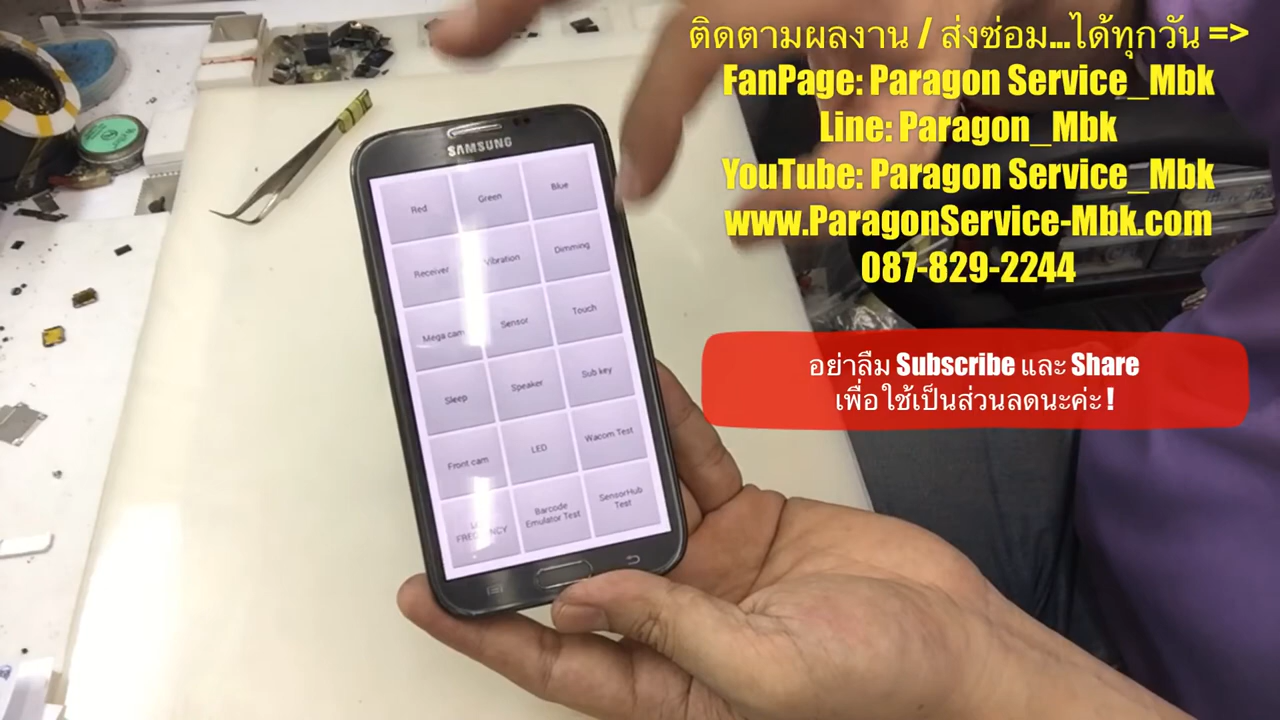 ติดตามผลงาน / ส่งซ่อม...ได้ทุกวัน =>
FanPage: Paragon Service_Mbk
Line: Paragon_Mbk
YouTube: Paragon Service_Mbk
www.ParagonService-Mbk.com
087-829-2244
อย่าลืม Subscribe และ Share
เพื่อใช้เป็นส่วนลดนะค่ะ !
SAMSUNG
Red Green Blue
Receiver Vibration Dimming
Mega cam Sensor Touch
Sleep Speaker Sub key
Front cam LED Wacom Test
Barcode Emulator Test
SensorHub Test